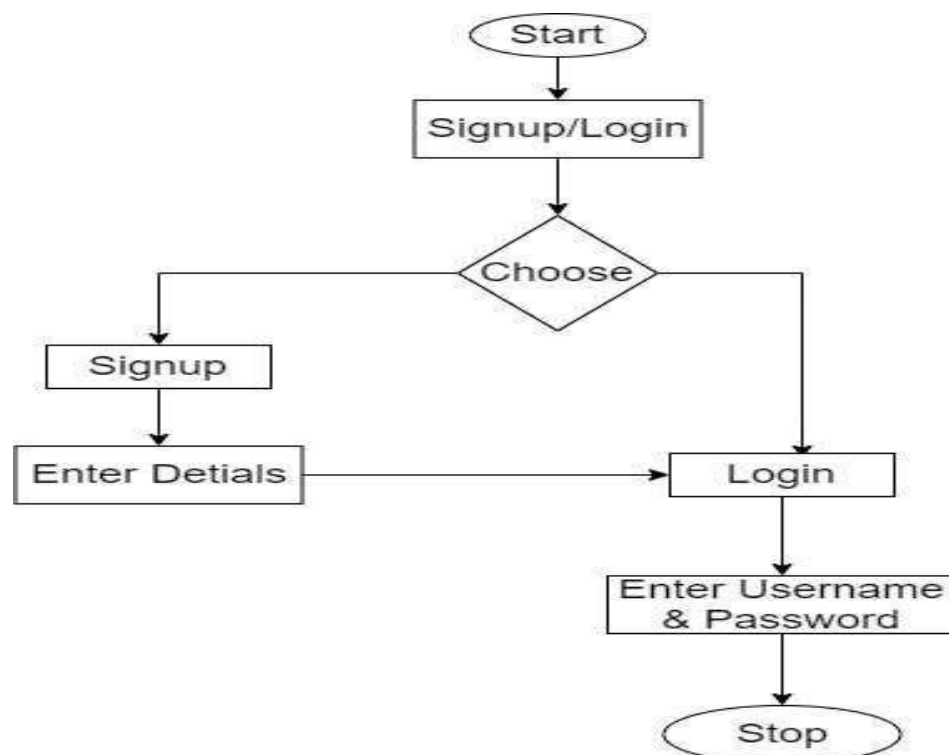 Start
Signup/Login
Choose
Signup
Enter Detials
Login
Enter Username
& Password
Stop